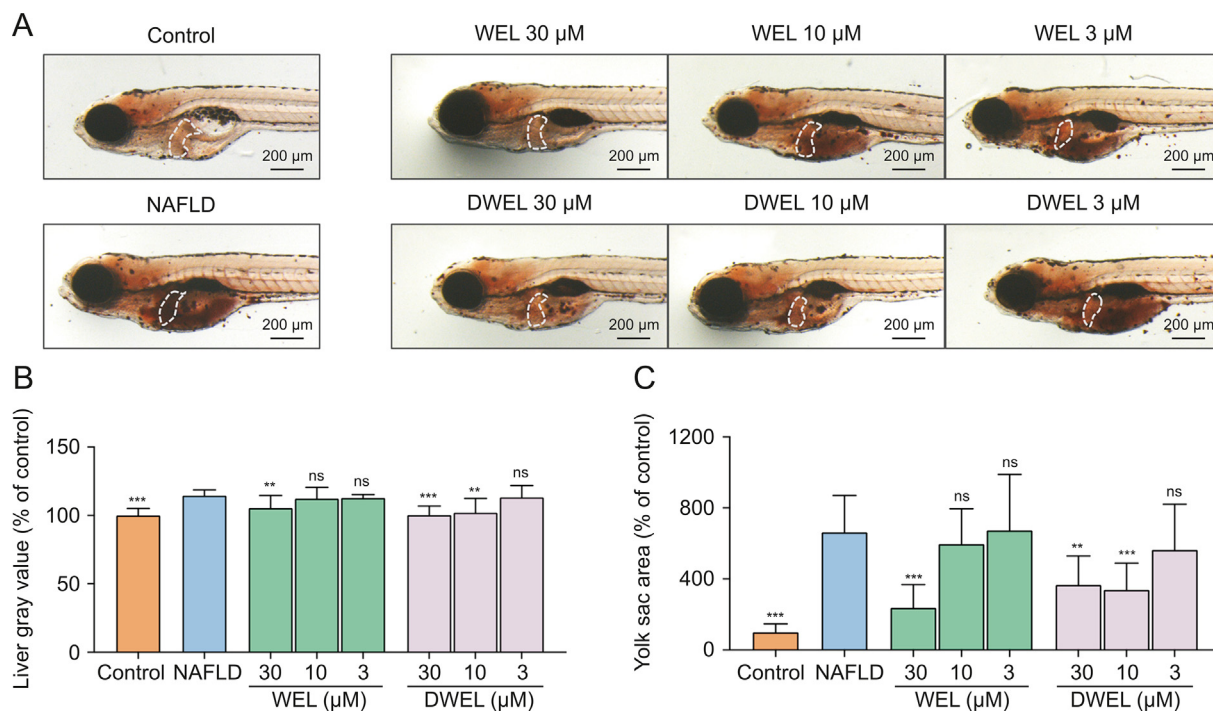 A
Control
WEL 30 µM
WEL 10 µM
WEL 3 µM
200 µm
200 µm
200 µm
200 µm
NAFLD
DWEL 30 µM
DWEL 10 µM
DWEL 3 µM
200 µm
200 µm
200 µm
200 µm
B
Liver gray value (% of control)
150
100
50
0
***
**
ns
ns
***
**
ns
Control
NAFLD
30
10
3
30
10
3
WEL (µM)
DWEL (µM)
C
Yolk sac area (% of control)
1200
800
400
0
***
***
ns
ns
**
***
ns
Control
NAFLD
30
10
3
30
10
3
WEL (µM)
DWEL (µM)